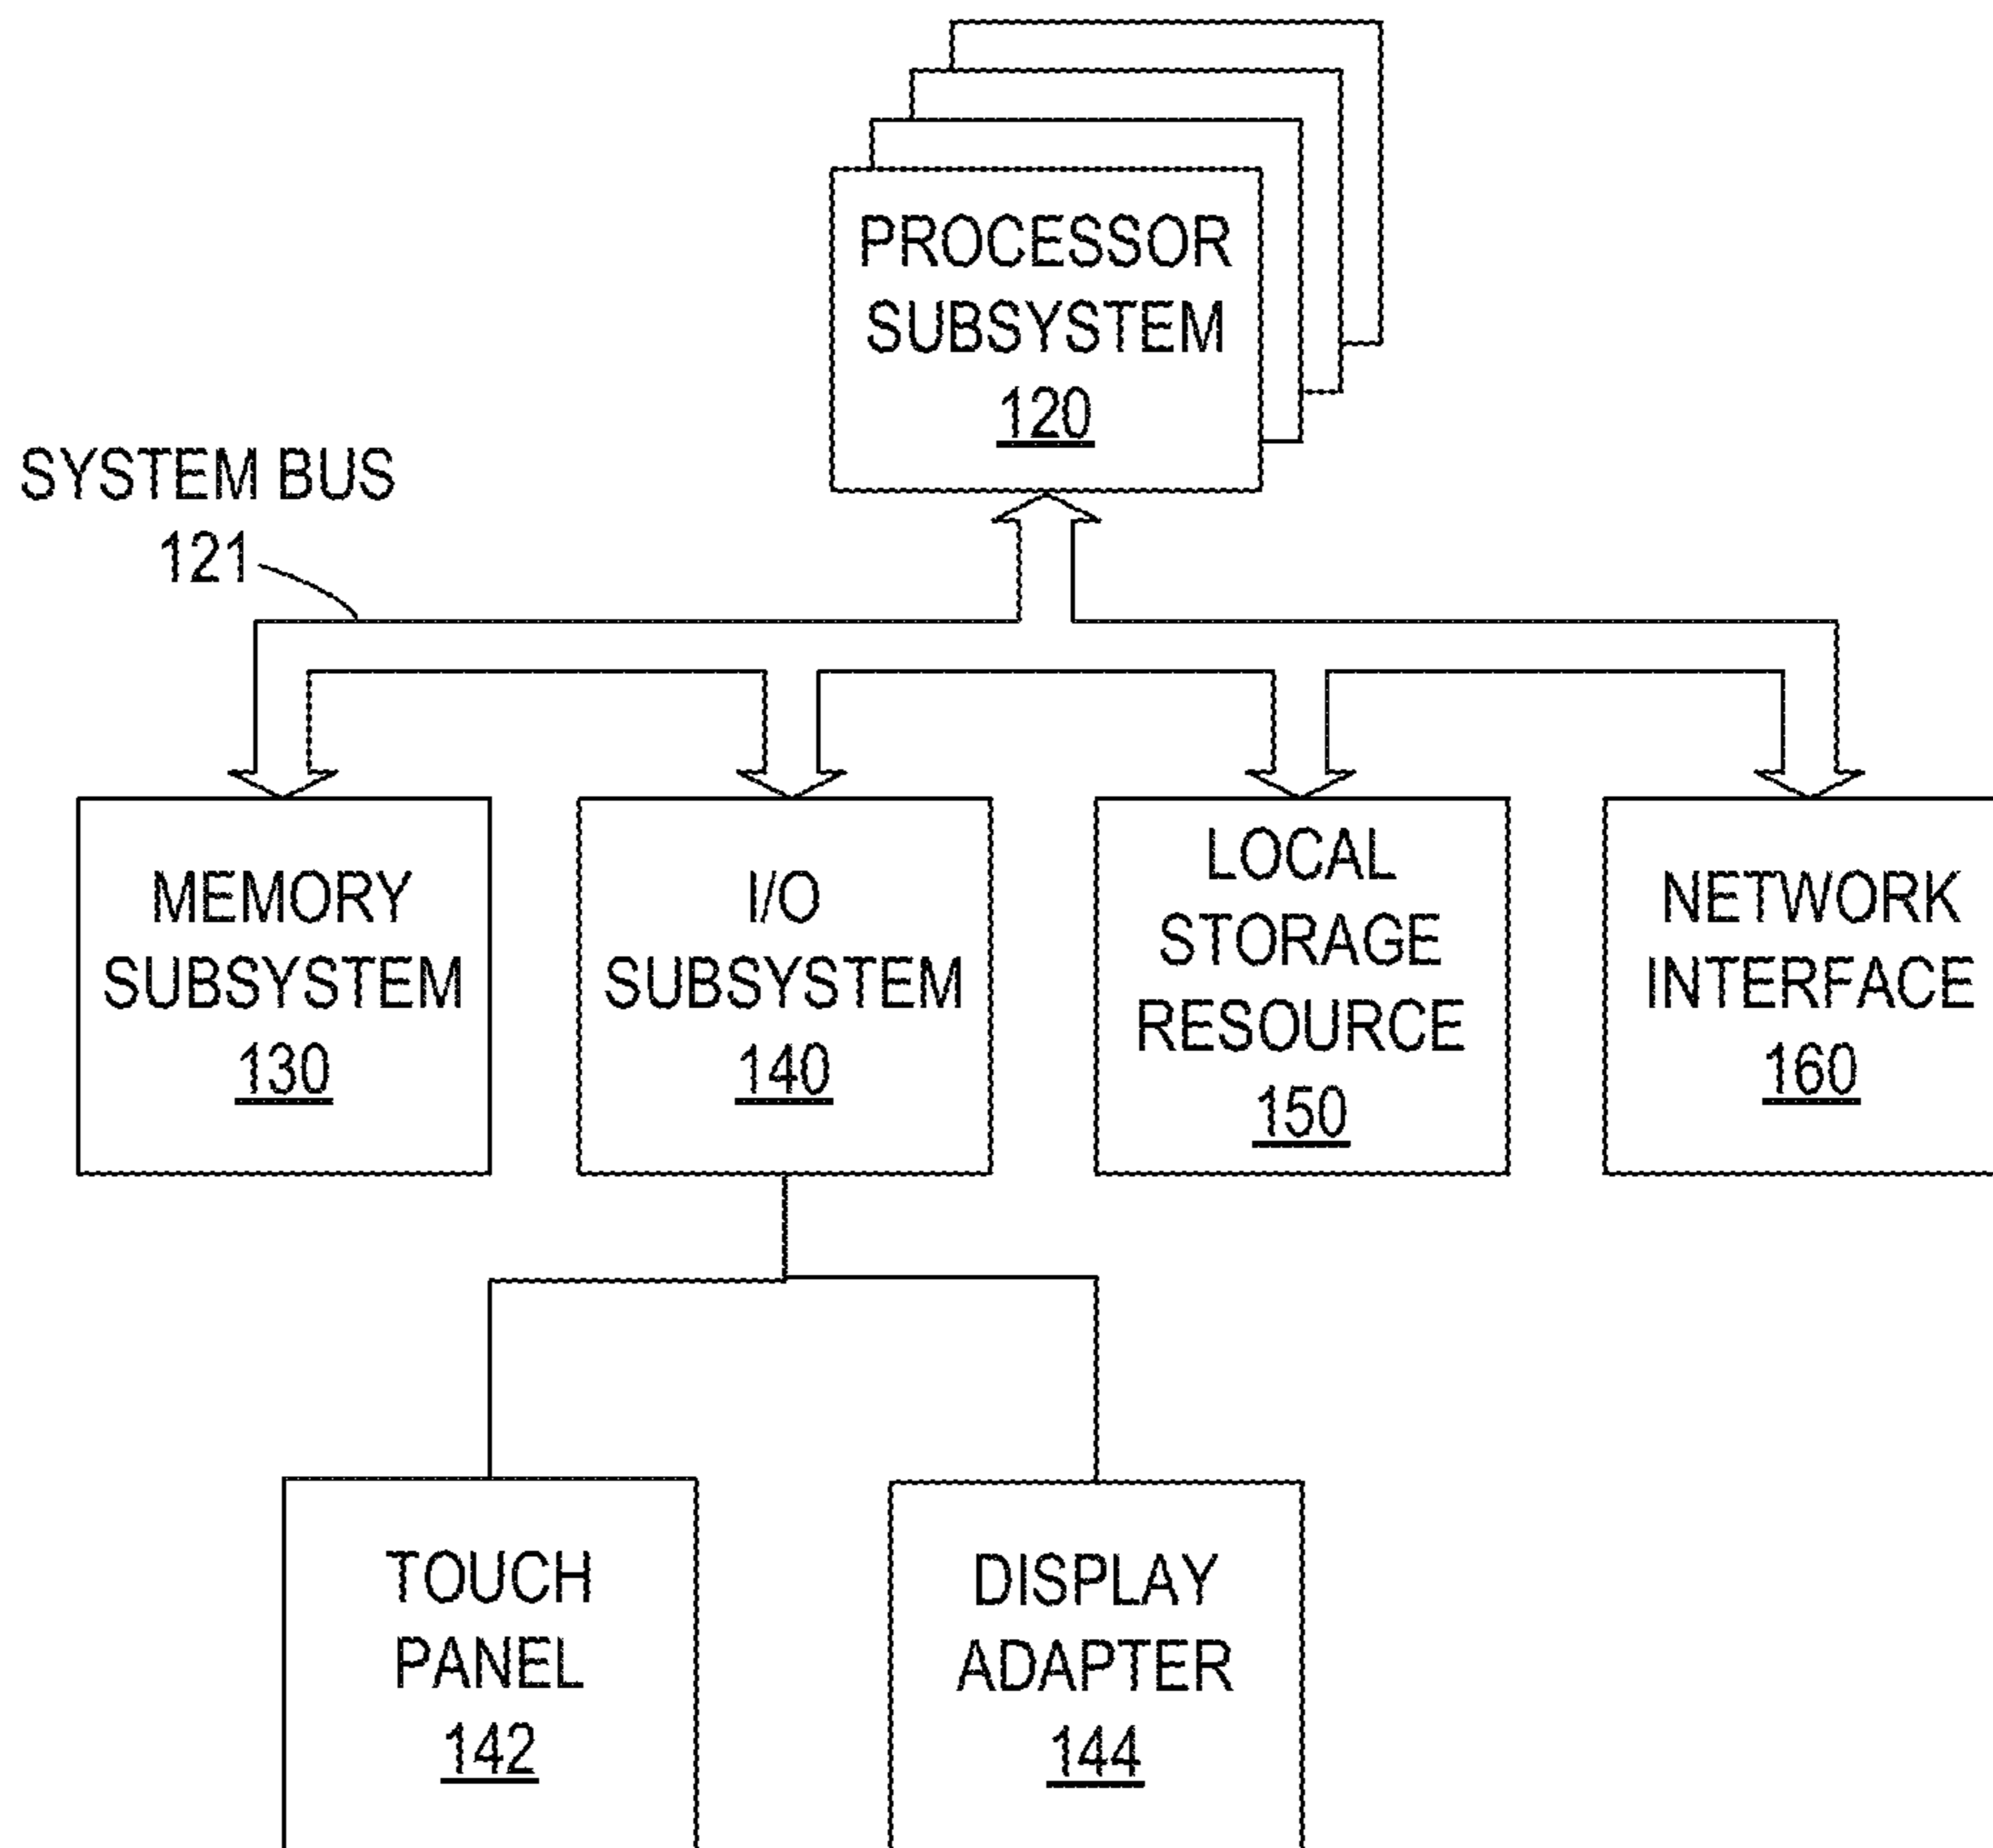 PROCESSOR
SUBSYSTEM
120
SYSTEM BUS
121
MEMORY
SUBSYSTEM
130
I/O
SUBSYSTEM
140
LOCAL
STORAGE
RESOURCE
150
NETWORK
INTERFACE
160
TOUCH
PANEL
142
DISPLAY
ADAPTER
144